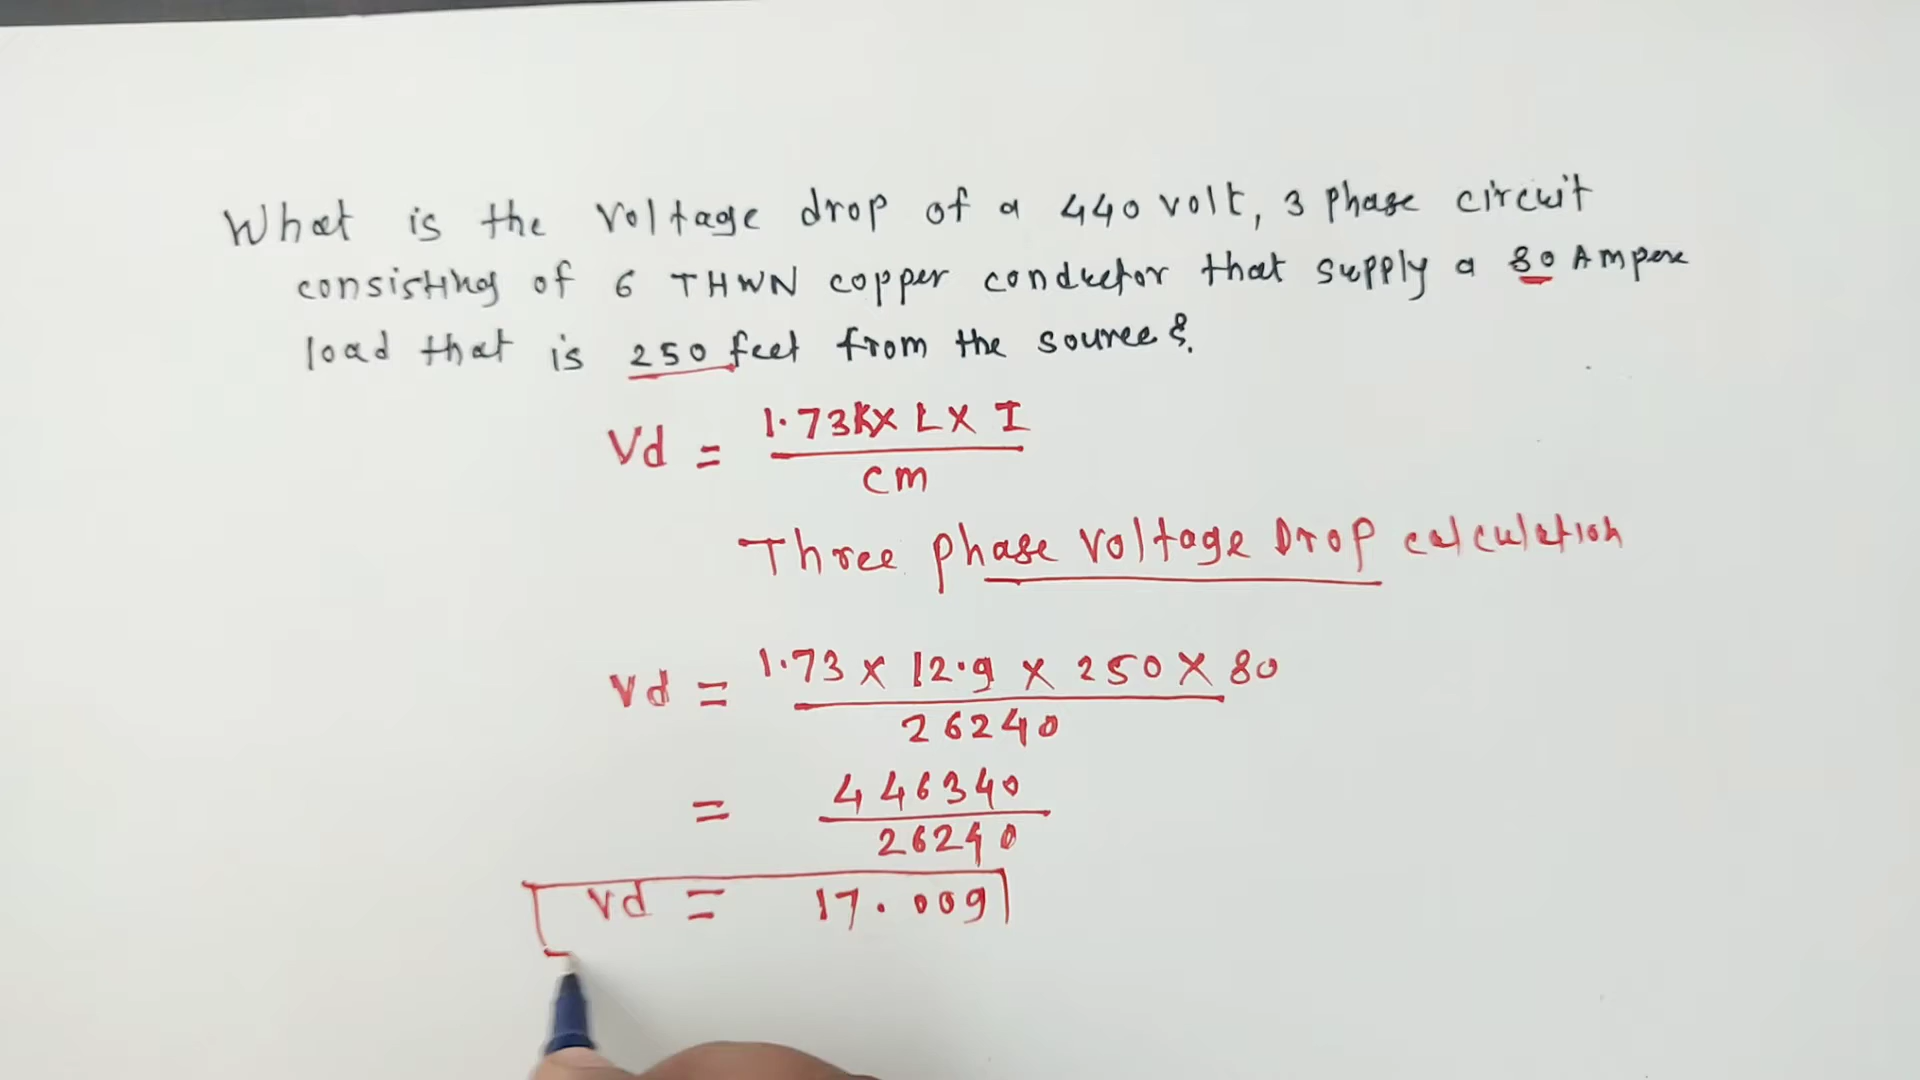 What is the voltage drop of a 440 volt, 3 phase circuit
consisting of 6 THWN copper conductor that supply a 80 Ampere
load that is 250 feet from the source ?
Vd = 1.73K X L X I
cm
Three phase Voltage Drop calculation
Vd = 1.73 X 12.9 X 250 X 80
26240
= 446340
26240
Vd = 17.009